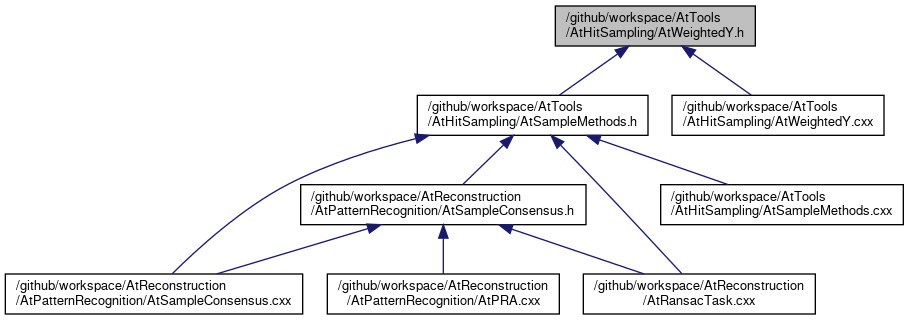 /github/workspace/AtTools
/AtHitSampling/AtWeightedY.h
/github/workspace/AtTools
/AtHitSampling/AtSampleMethods.h
/github/workspace/AtTools
/AtHitSampling/AtWeightedY.cxx
/github/workspace/AtReconstruction
/AtPatternRecognition/AtSampleConsensus.h
/github/workspace/AtTools
/AtHitSampling/AtSampleMethods.cxx
/github/workspace/AtReconstruction
/AtPatternRecognition/AtSampleConsensus.cxx
/github/workspace/AtReconstruction
/AtPatternRecognition/AtPRA.cxx
/github/workspace/AtReconstruction
/AtRansacTask.cxx